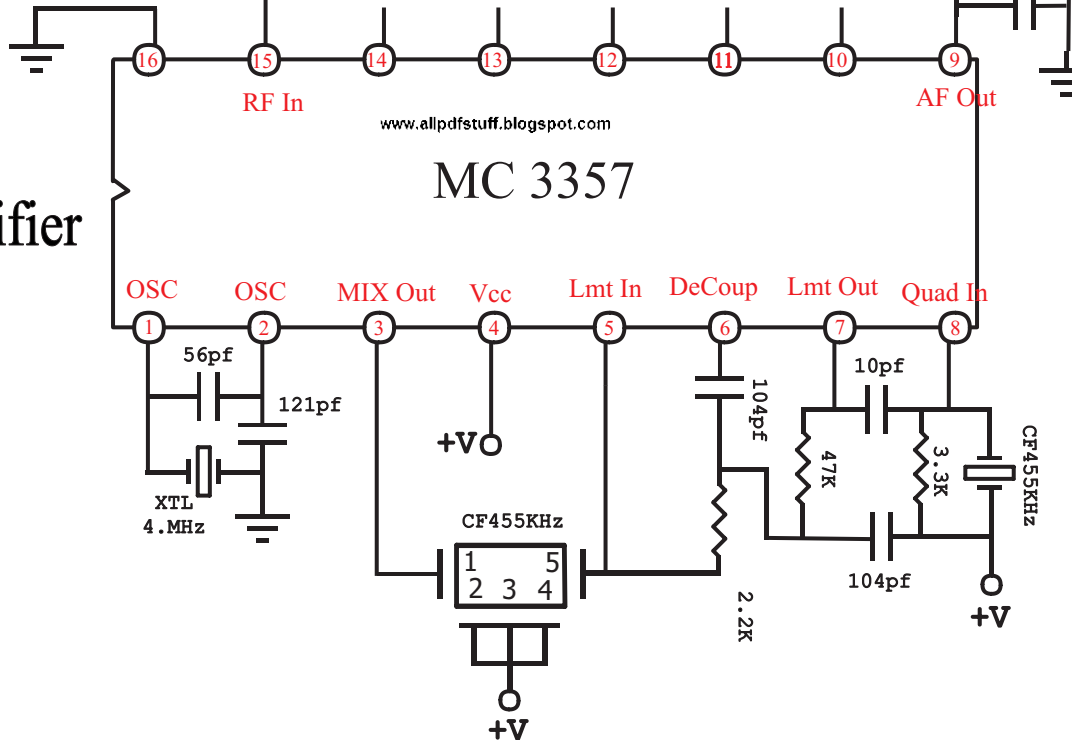 16 15 14 13 12 11 10 9
RF In
AF Out
www.allpdfstuff.blogspot.com
MC 3357
ifier
OSC OSC MIX Out Vcc Lmt In DeCoup Lmt Out Quad In
1 2 3 4 5 6 7 8
56pf
121pf
XTL
4.MHz
+V
CF455KHz
1 5
2 3 4
+V
104pf
2.2K
10pf
47K
3.3K
CF455KHz
104pf
+V